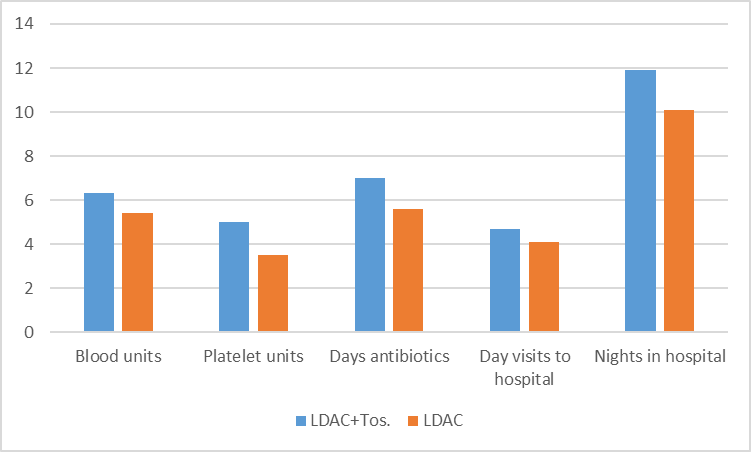 14
12
10
8
6
4
2
0
Blood units
Platelet units
Days antibiotics
Day visits to
hospital
Nights in hospital
LDAC+Tos.
LDAC